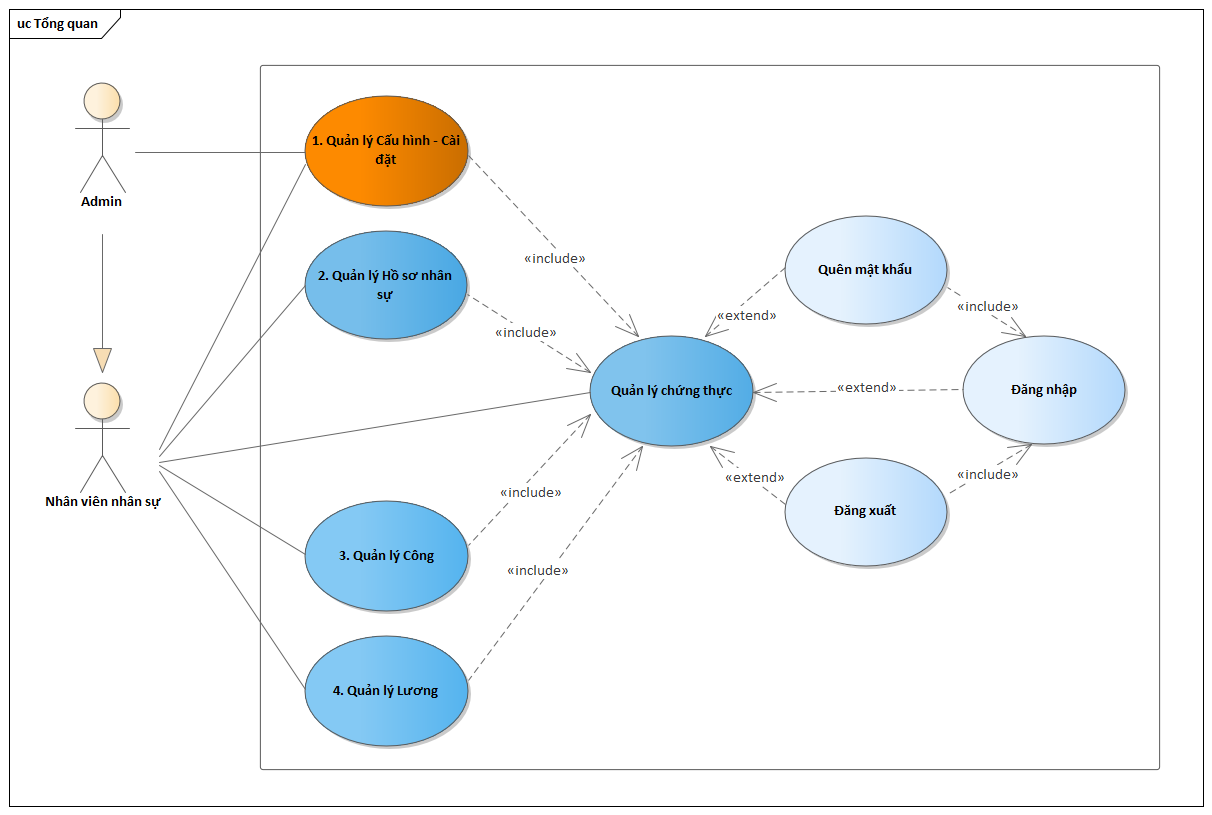 uc Tổng quan
Admin
Nhân viên nhân sự
1. Quản lý Cấu hình - Cài
đặt
2. Quản lý Hồ sơ nhân
sự
3. Quản lý Công
4. Quản lý Lương
Quản lý chứng thực
Quên mật khẩu
Đăng nhập
Đăng xuất
«include»
«include»
«include»
«include»
«extend»
«extend»
«extend»
«include»
«include»